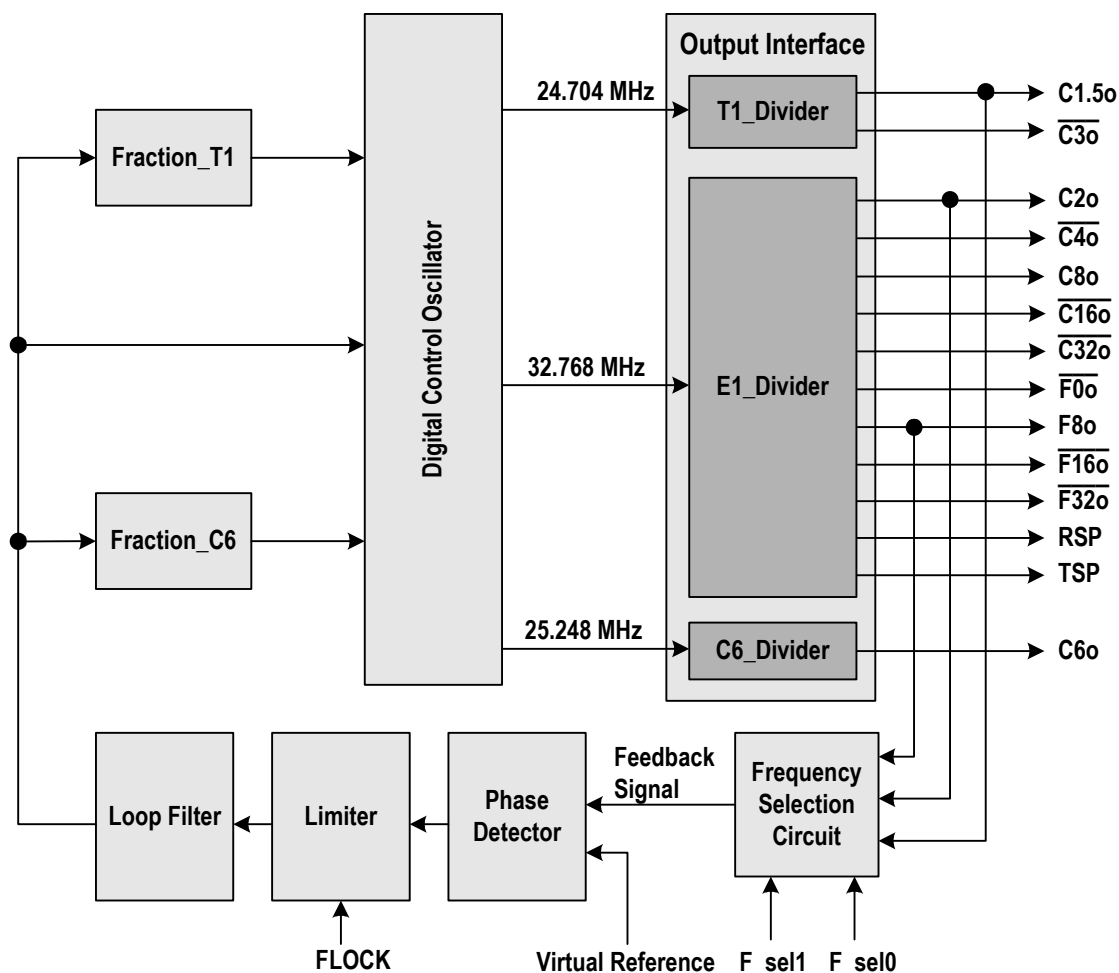 Output Interface
24.704 MHz
T1_Divider
C1.5o
C3o
Fraction_T1
C2o
C4o
C8o
C16o
C32o
Digital Control Oscillator
32.768 MHz
E1_Divider
F0o
F8o
F16o
F32o
Fraction_C6
RSP
TSP
25.248 MHz
C6_Divider
C6o
Loop Filter
Limiter
Phase
Detector
Feedback
Signal
Frequency
Selection
Circuit
FLOCK
Virtual Reference
F_sel1
F_sel0